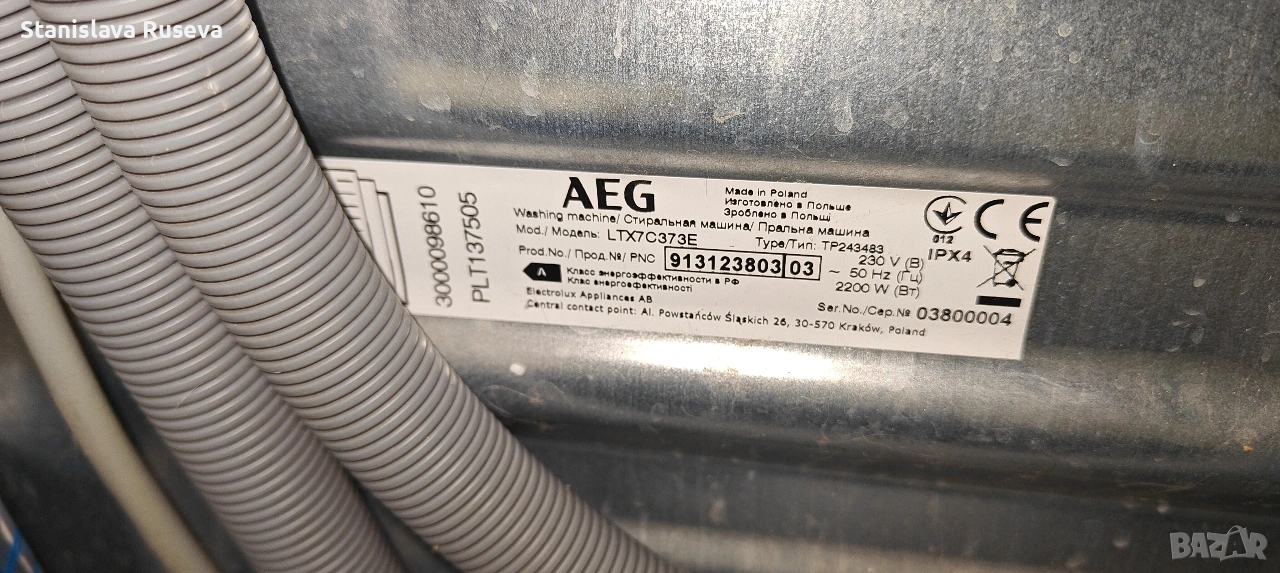 Stanislava Ruseva
3000098610
PLT1137505
AEG
Made in Poland
Изготовлено в Польше
Зроблено в Польщі
Washing machine/ Стиральная машина/ Пральна машина
Mod./ Модель: LTX7C373E
Type/Тип: TP243483
Prod.No./ Прод.№/ PNC 913123803 03
230 V (В)
~ 50 Hz (Гц)
2200 W (Вт)
A
Класс энергоэффективности в РФ
Клас енергоефективності
Electrolux Appliances AB
Central contact point: Al. Powstańców Śląskich 26, 30-570 Kraków, Poland
Ser.No./Сер.№ 03800004
012
CE
IPX4
BAZAR